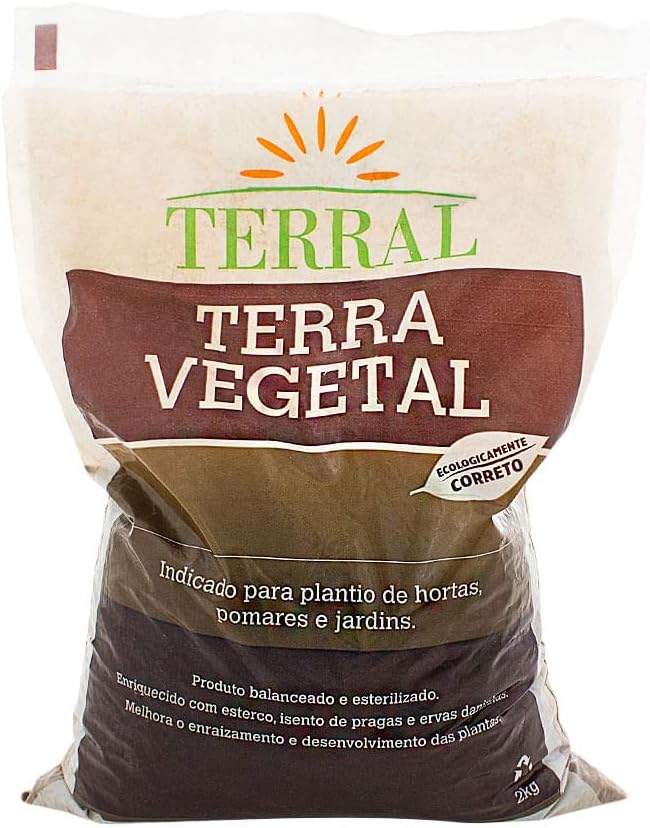 TERRAL
TERRA
VEGETAL
ECOLOGICAMENTE
CORRETO
Indicado para plantio de hortas,
pomares e jardins.
Produto balanceado e esterilizado.
Enriquecido com esterco, isento de pragas e ervas daninhas.
Melhora o enraizamento e desenvolvimento das plantas.
2kg